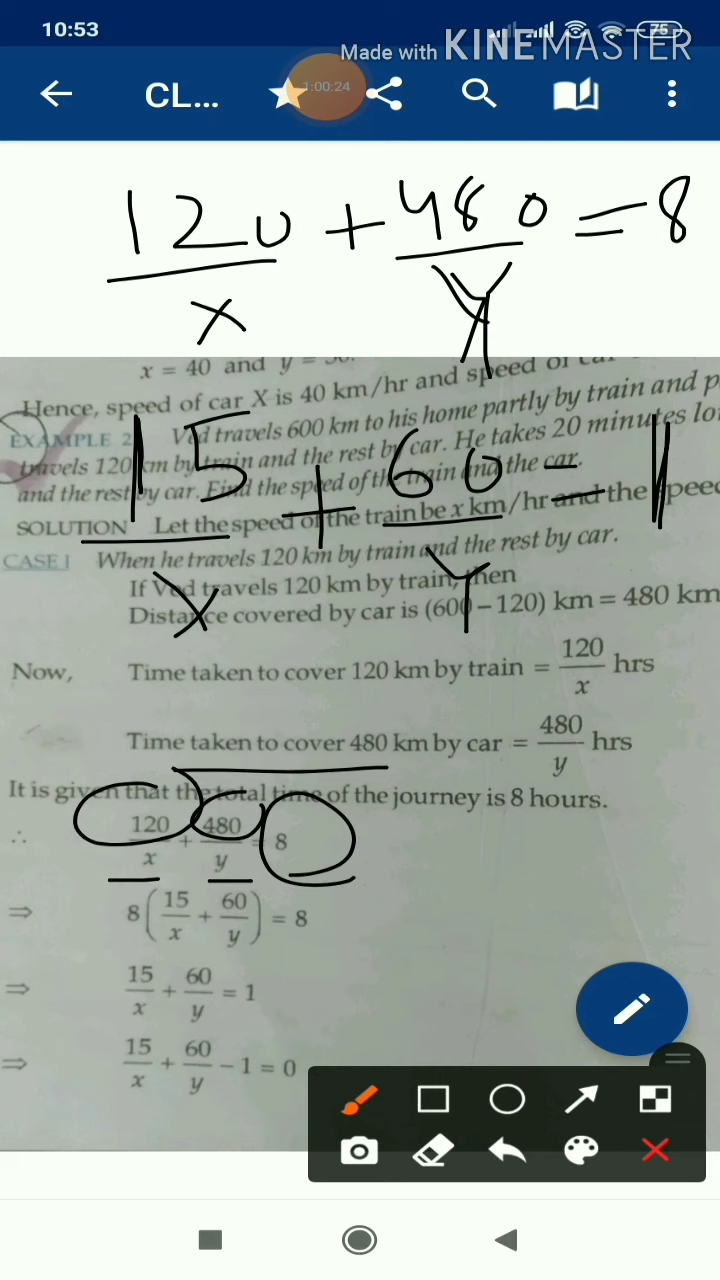 10:53
75
Made with KINEMASTER
CL...
1:00:24
120/x + 480/y = 8
x = 40 and y =
Hence, speed of car X is 40 km/hr and speed of
EXAMPLE 2 Ved travels 600 km to his home partly by train and
travels 120 km by train and the rest by car. He takes 20 minutes
and the rest by car. Find the speed of the train and the car.
15/x + 60/y = 1
SOLUTION Let the speed of the train be x km/hr and the
CASE I When he travels 120 km by train and the rest by car.
If Ved travels 120 km by train, then
Distance covered by car is (600 – 120) km = 480 km
Now, Time taken to cover 120 km by train = 120/x hrs
Time taken to cover 480 km by car = 480/y hrs
It is given that the total time of the journey is 8 hours.
∴ 120/x + 480/y = 8
⇒ 8(15/x + 60/y) = 8
⇒ 15/x + 60/y = 1
⇒ 15/x + 60/y – 1 = 0